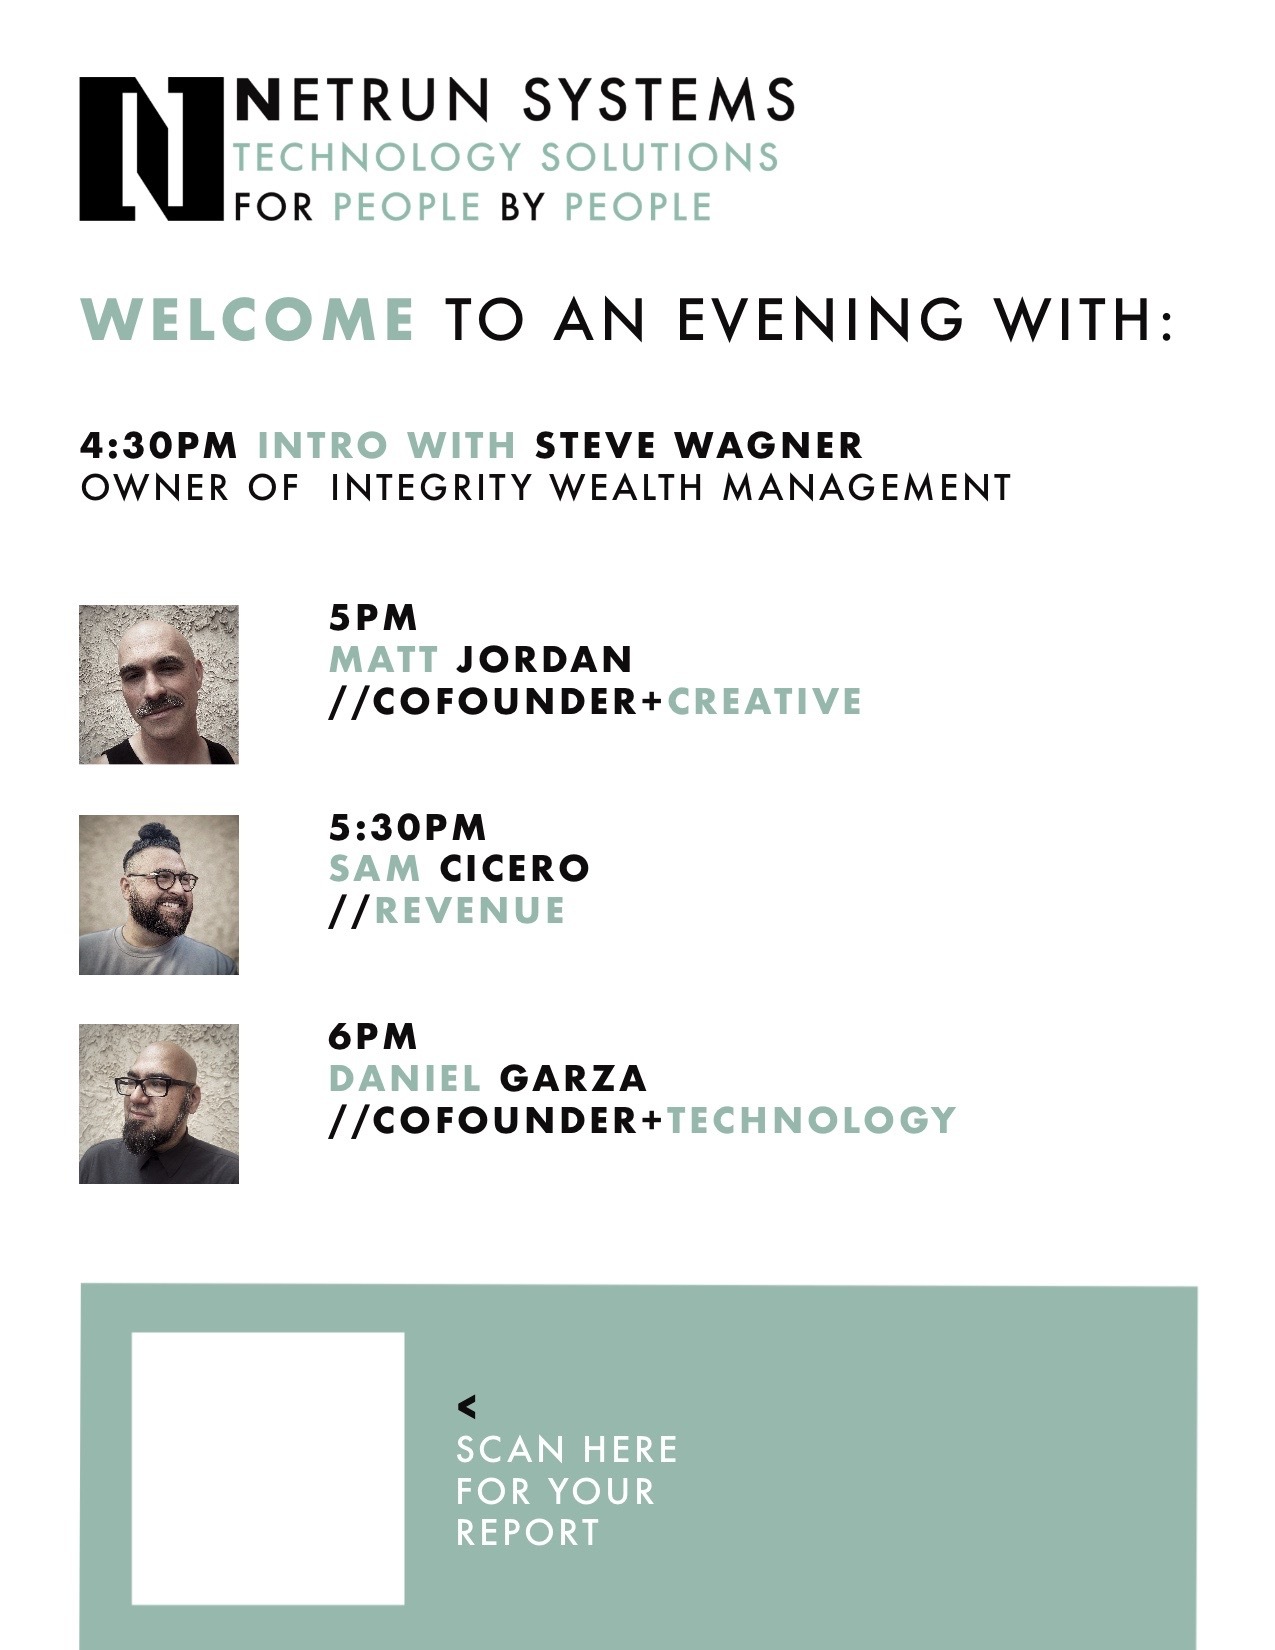 NETRUN SYSTEMS
TECHNOLOGY SOLUTIONS
FOR PEOPLE BY PEOPLE
WELCOME TO AN EVENING WITH:
4:30PM INTRO WITH STEVE WAGNER
OWNER OF INTEGRITY WEALTH MANAGEMENT
5PM
MATT JORDAN
//COFOUNDER+CREATIVE
5:30PM
SAM CICERO
//REVENUE
6PM
DANIEL GARZA
//COFOUNDER+TECHNOLOGY
<
SCAN HERE
FOR YOUR
REPORT